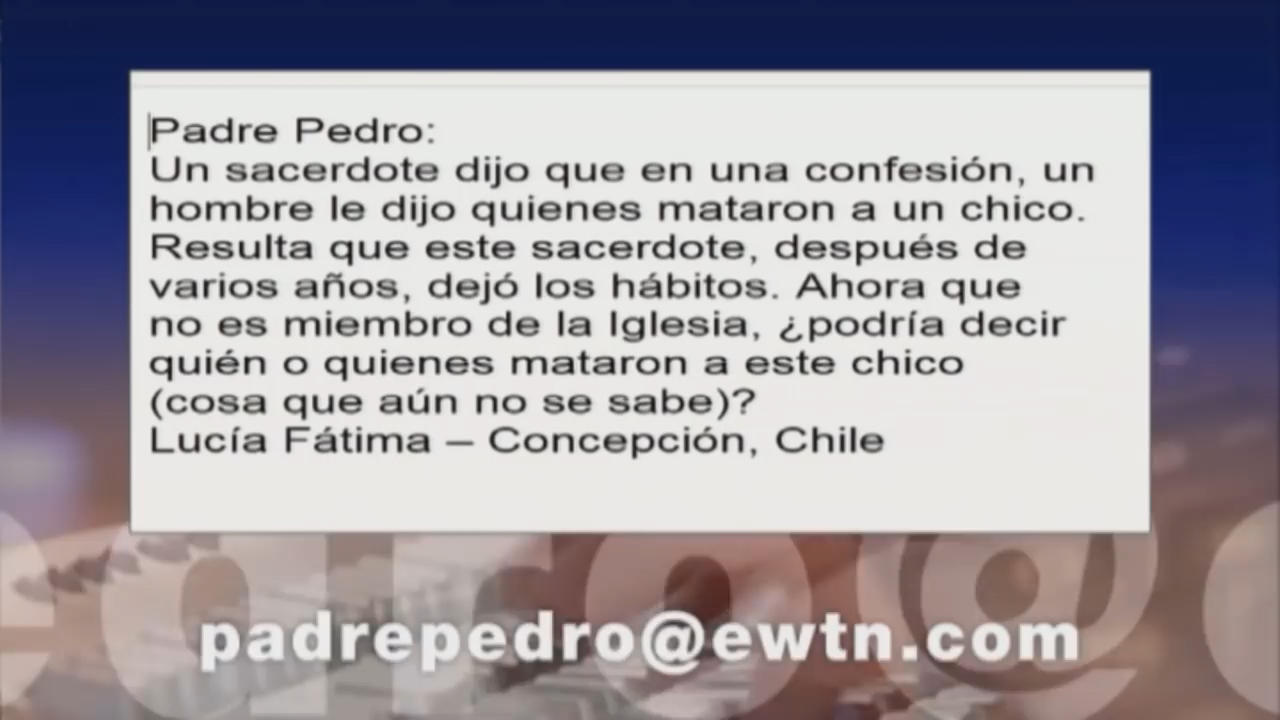 Padre Pedro:
Un sacerdote dijo que en una confesión, un
hombre le dijo quienes mataron a un chico.
Resulta que este sacerdote, después de
varios años, dejó los hábitos. Ahora que
no es miembro de la Iglesia, ¿podría decir
quién o quienes mataron a este chico
(cosa que aún no se sabe)?
Lucía Fátima – Concepción, Chile
padrepedro@ewtn.com